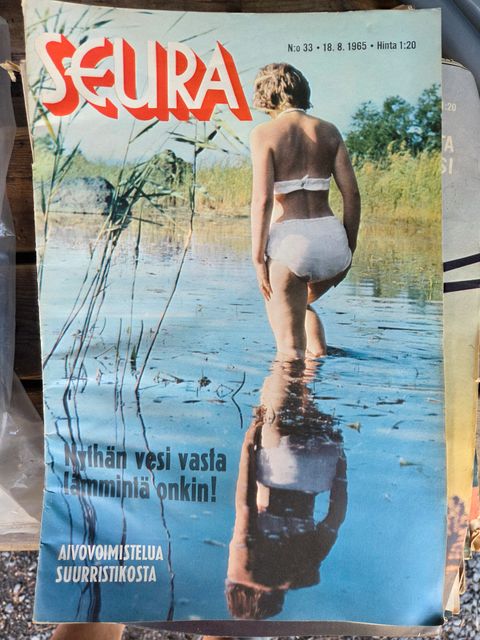 SEURA
N:o 33 • 18. 8. 1965 • Hinta 1:20
Nythän vesi vasta
lämmintä onkin!
AIVOVOIMISTELUA
SUURRISTIKOSTA